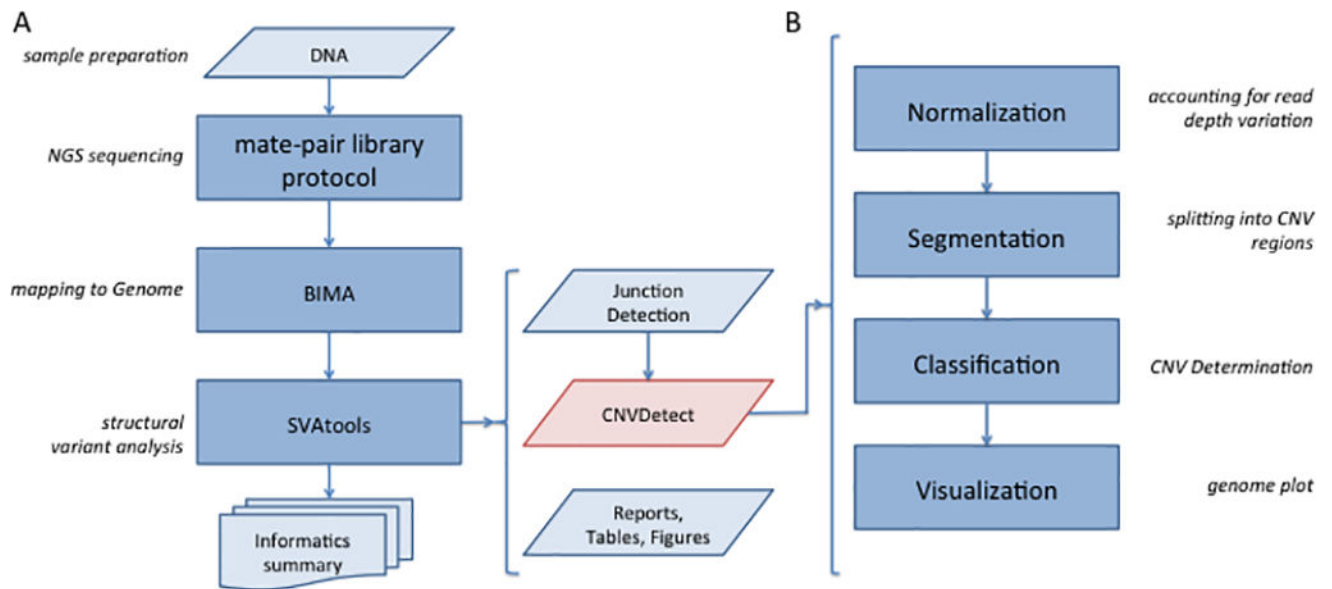 A
sample preparation
DNA
NGS sequencing
mate-pair library
protocol
mapping to Genome
BIMA
structural
variant analysis
SVAtools
Informatics
summary
Junction
Detection
CNVDetect
Reports,
Tables, Figures
B
Normalization
accounting for read
depth variation
Segmentation
splitting into CNV
regions
Classification
CNV Determination
Visualization
genome plot